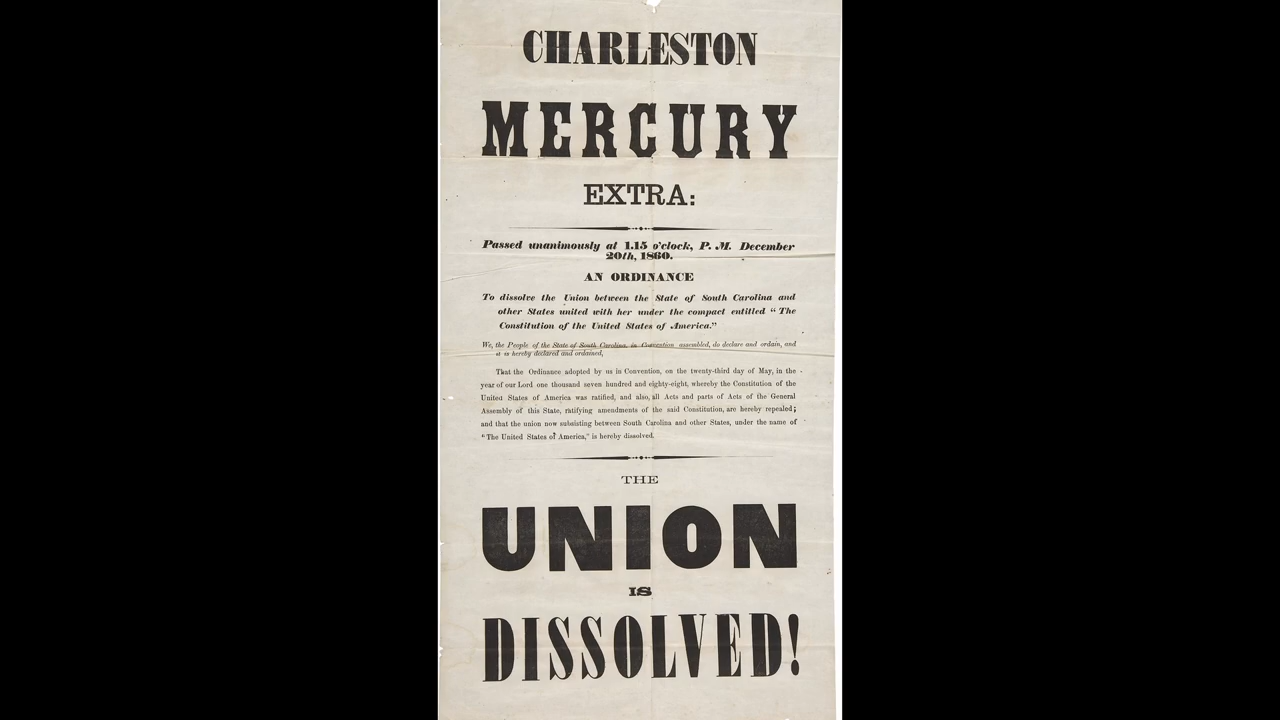 CHARLESTON
MERCURY
EXTRA:
Passed unanimously at 1.15 o'clock, P. M. December
20th, 1860.
AN ORDINANCE
To dissolve the Union between the State of South Carolina and
other States united with her under the compact entitled “ The
Constitution of the United States of America.”
We, the People of the State of South Carolina, in Convention assembled, do declare and ordain, and
it is hereby declared and ordained,
That the Ordinance adopted by us in Convention, on the twenty-third day of May, in the
year of our Lord one thousand seven hundred and eighty-eight, whereby the Constitution of the
United States of America was ratified, and also, all Acts and parts of Acts of the General
Assembly of this State, ratifying amendments of the said Constitution, are hereby repealed;
and that the union now subsisting between South Carolina and other States, under the name of
“The United States of America,” is hereby dissolved.
THE
UNION
IS
DISSOLVED!